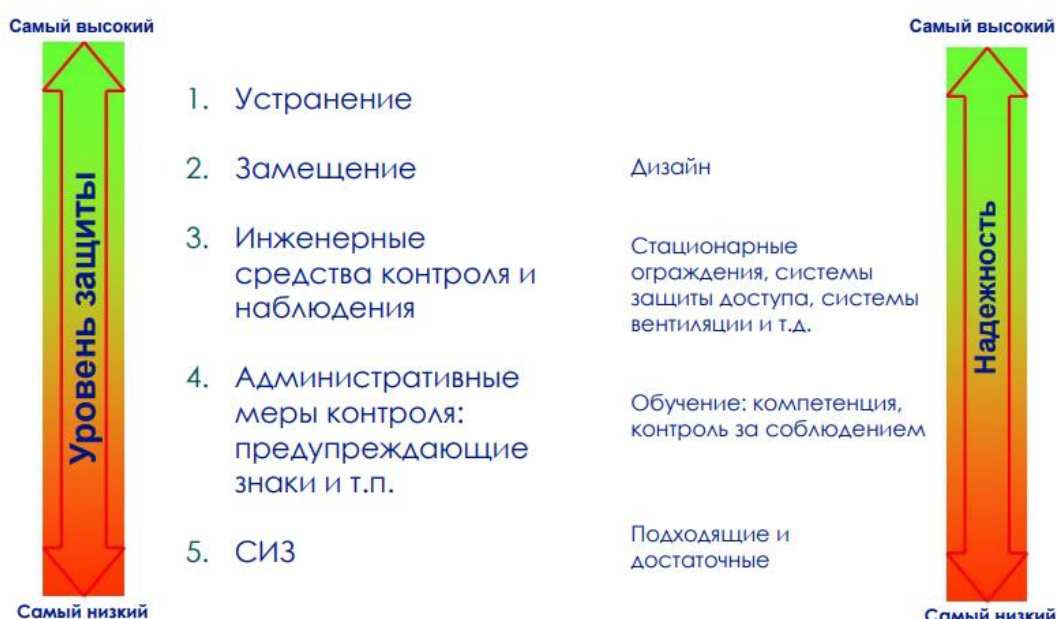 Самый высокий
Самый высокий
Уровень защиты
1. Устранение
2. Замещение
Дизайн
3. Инженерные
средства контроля и
наблюдения
Стационарные
ограждения, системы
защиты доступа, системы
вентиляции и т.д.
4. Административные
меры контроля:
предупреждающие
знаки и т.п.
Обучение: компетенция,
контроль за соблюдением
5. СИЗ
Подходящие и
достаточные
Надежность
Самый низкий
Самый низкий